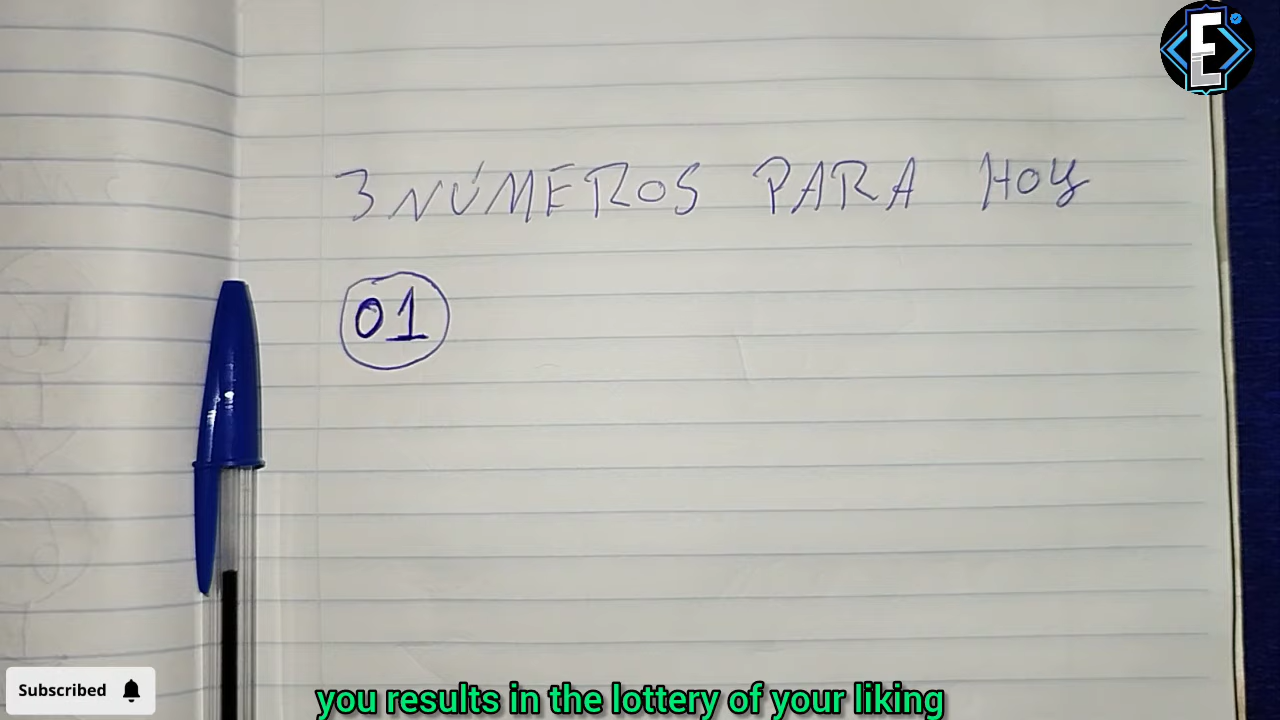 E
3 NÚMEROS PARA HOY
01
Subscribed
you results in the lottery of your liking